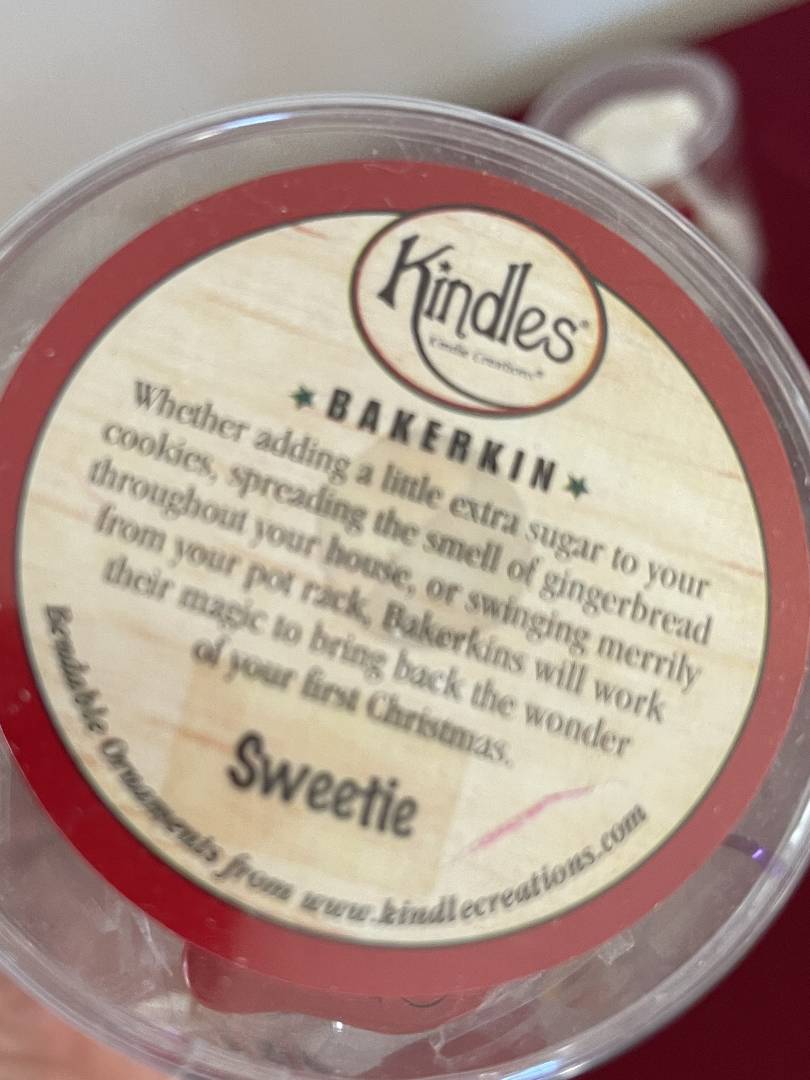 Kindles®
Kindle Creations®
BAKERKIN
Whether adding a little extra sugar to your
cookies, spreading the smell of gingerbread
throughout your house, or swinging merrily
from your pot rack, Bakerkins will work
their magic to bring back the wonder
of your first Christmas.
Sweetie
Bendable Ornaments from www.kindlecreations.com